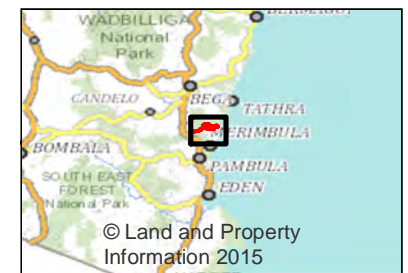 BERMAGUI
WADBILLIGA
National
Park
CANDELO
BEGA
TATHRA
MERIMBULA
BOMBALA
PAMBULA
SOUTH EAST
FOREST
National Park
EDEN
© Land and Property
Information 2015